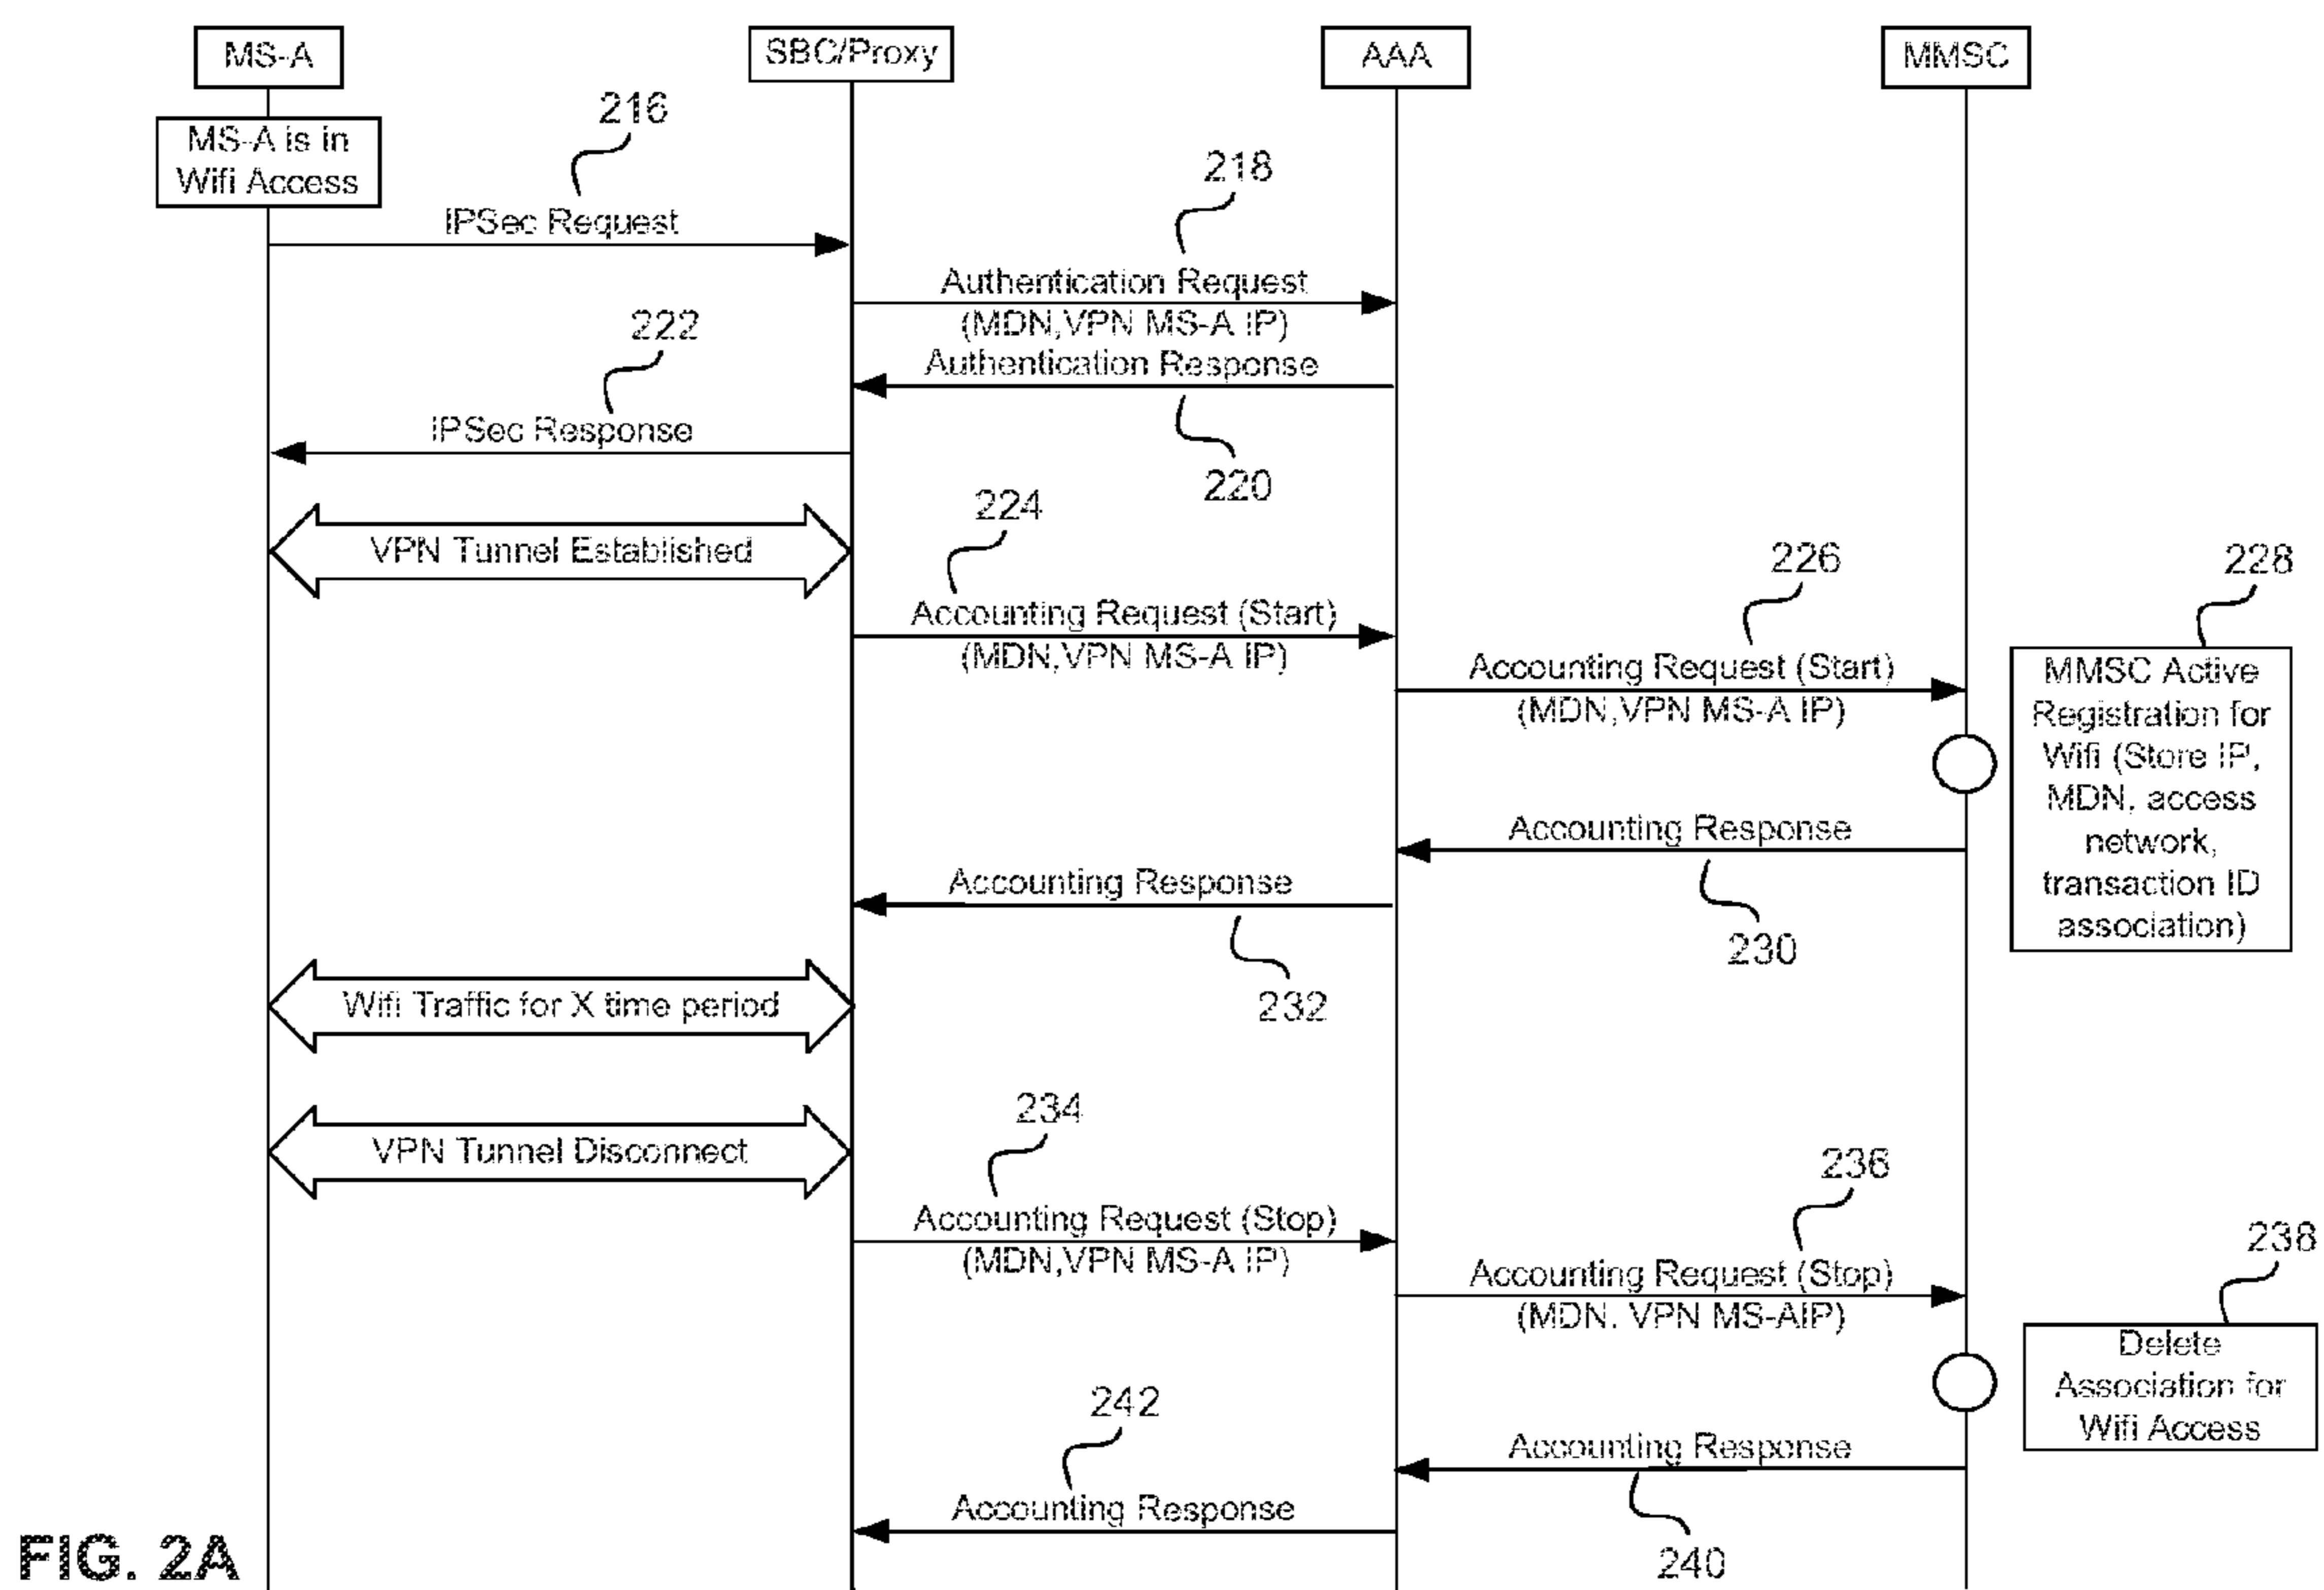 MS-A
SBC/Proxy
AAA
MMSC
MS-A is in
Wifi Access
216
218
IPSec Request
Authentication Request
(MDN,VPN MS-A IP)
222
Authentication Response
IPSec Response
220
224
VPN Tunnel Established
226
228
Accounting Request (Start)
(MDN,VPN MS-A IP)
Accounting Request (Start)
(MDN,VPN MS-A IP)
MMSC Active
Registration for
Wifi (Store IP,
MDN, access
network,
transaction ID
association)
Accounting Response
Accounting Response
230
232
Wifi Traffic for X time period
234
VPN Tunnel Disconnect
236
Accounting Request (Stop)
(MDN,VPN MS-A IP)
238
Accounting Request (Stop)
(MDN. VPN MS-AIP)
Delete
Association for
Wifi Access
242
Accounting Response
Accounting Response
240
FIG. 2A